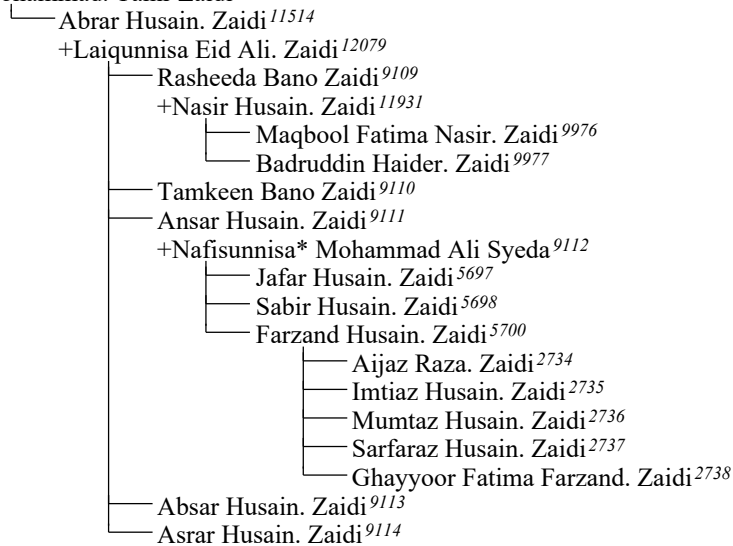 Abrar Husain. Zaidi 11514
+Laiqunnisa Eid Ali. Zaidi 12079
Rasheeda Bano Zaidi 9109
+Nasir Husain. Zaidi 11931
Maqbool Fatima Nasir. Zaidi 9976
Badruddin Haider. Zaidi 9977
Tamkeen Bano Zaidi 9110
Ansar Husain. Zaidi 9111
+Nafisunnisa* Mohammad Ali Syeda 9112
Jafar Husain. Zaidi 5697
Sabir Husain. Zaidi 5698
Farzand Husain. Zaidi 5700
Aijaz Raza. Zaidi 2734
Imtiaz Husain. Zaidi 2735
Mumtaz Husain. Zaidi 2736
Sarfaraz Husain. Zaidi 2737
Ghayyoor Fatima Farzand. Zaidi 2738
Absar Husain. Zaidi 9113
Asrar Husain. Zaidi 9114